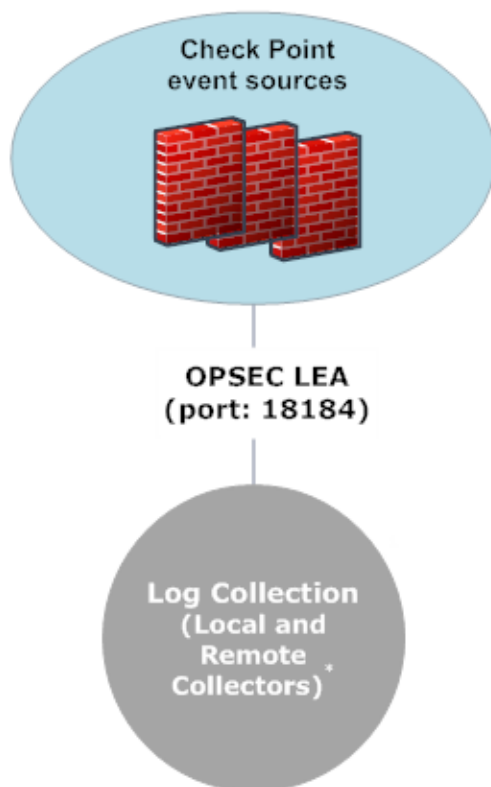 Check Point
event sources
OPSEC LEA
(port: 18184)
Log Collection
(Local and
Remote
Collectors)*